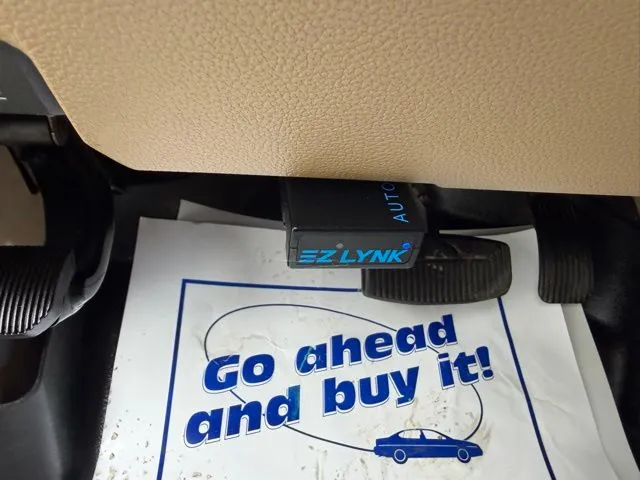 AUTO
EZ LYNK
Go ahead
and buy it!